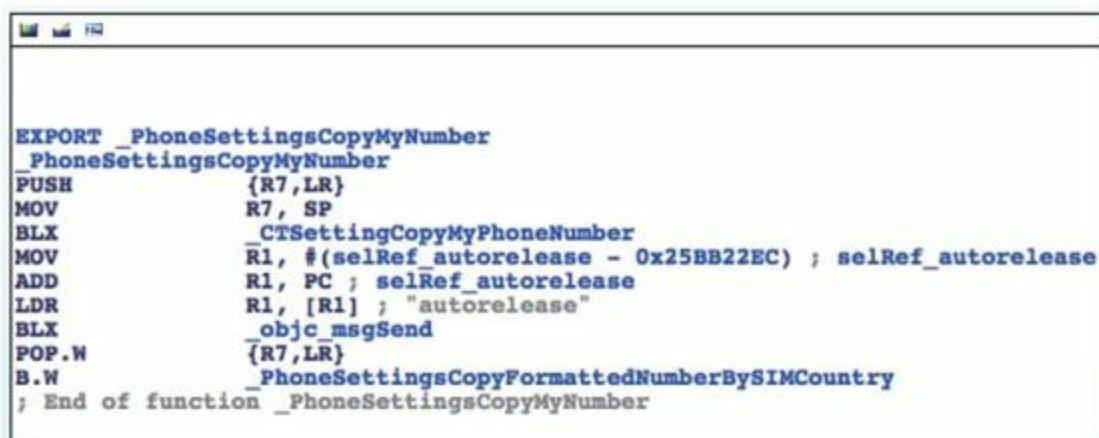 EXPORT _PhoneSettingsCopyMyNumber
_PhoneSettingsCopyMyNumber
PUSH {R7,LR}
MOV R7, SP
BLX _CTSettingCopyMyPhoneNumber
MOV R1, #(selRef_autorelease - 0x25BB22EC) ; selRef_autorelease
ADD R1, PC ; selRef_autorelease
LDR R1, [R1] ; "autorelease"
BLX _objc_msgSend
POP.W {R7,LR}
B.W _PhoneSettingsCopyFormattedNumberBySIMCountry
; End of function _PhoneSettingsCopyMyNumber